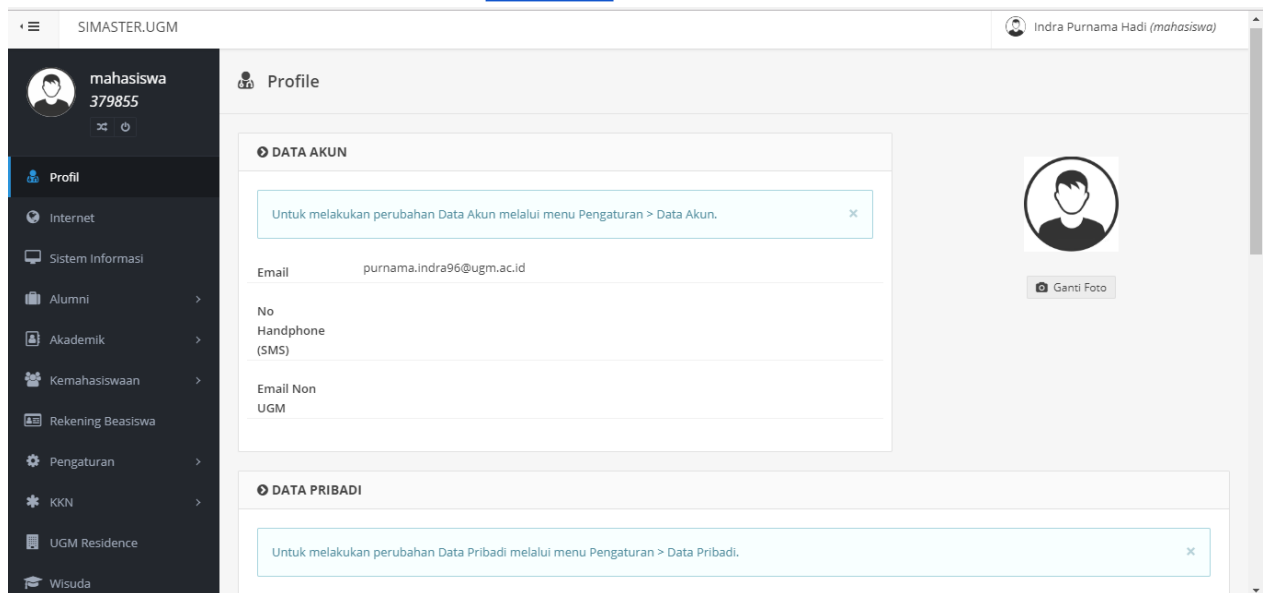 SIMASTER.UGM
Indra Purnama Hadi (mahasiswa)
mahasiswa
379855
Profil
Internet
Sistem Informasi
Alumni
Akademik
Kemahasiswaan
Rekening Beasiswa
Pengaturan
KKN
UGM Residence
Wisuda
Profile
DATA AKUN
Untuk melakukan perubahan Data Akun melalui menu Pengaturan > Data Akun.
Email purnama.indra96@ugm.ac.id
No
Handphone
(SMS)
Email Non
UGM
Ganti Foto
DATA PRIBADI
Untuk melakukan perubahan Data Pribadi melalui menu Pengaturan > Data Pribadi.